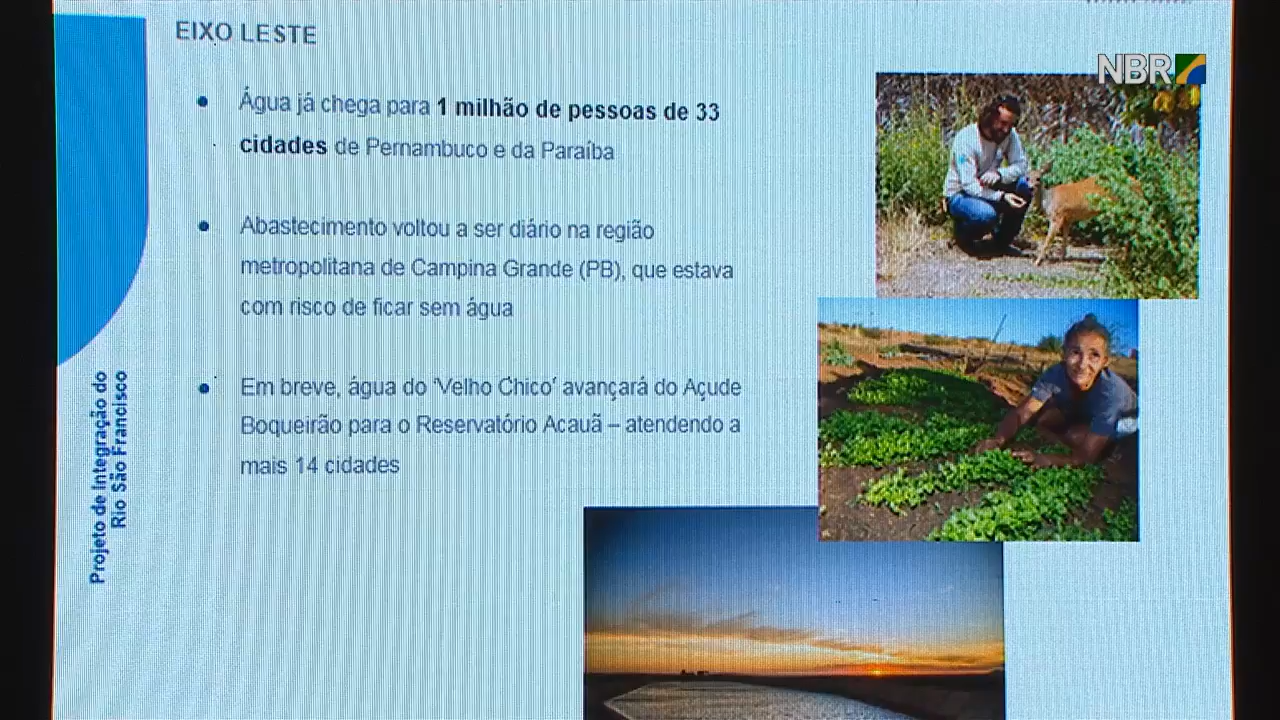 EIXO LESTE
NBR
Água já chega para 1 milhão de pessoas de 33
cidades de Pernambuco e da Paraíba
Abastecimento voltou a ser diário na região
metropolitana de Campina Grande (PB), que estava
com risco de ficar sem água
Em breve, água do 'Velho Chico' avançará do Açude
Boqueirão para o Reservatório Acauã – atendendo a
mais 14 cidades
Projeto de Integração do
Rio São Francisco